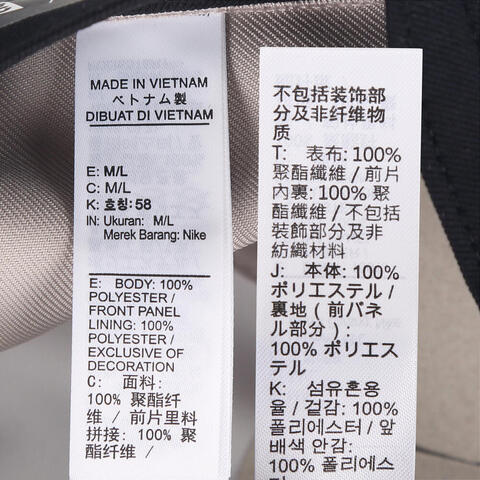 MADE IN VIETNAM
ベトナム製
DIBUAT DI VIETNAM
E: M/L
C: M/L
K: 호칭: 58
IN: Ukuran: M/L
Merek Barang: Nike
E: BODY: 100%
POLYESTER /
FRONT PANEL
LINING: 100%
POLYESTER /
EXCLUSIVE OF
DECORATION
C: 面料:
100% 聚酯纤
维 / 前片里料
拼接: 100%
聚酯纤维 /
不包括装饰部
分及非纤维物
质
T: 表布: 100%
聚酯纖維 / 前片
內裏: 100% 聚
酯纖維 / 不包括
裝飾部分及非
紡織材料
J: 本体: 100%
ポリエステル /
裏地 ( 前パネ
ル部分 ) :
100% ポリエス
テル
K: 섬유혼용
율 / 겉감: 100%
폴리에스터 / 앞
배색 안감:
100% 폴리에스